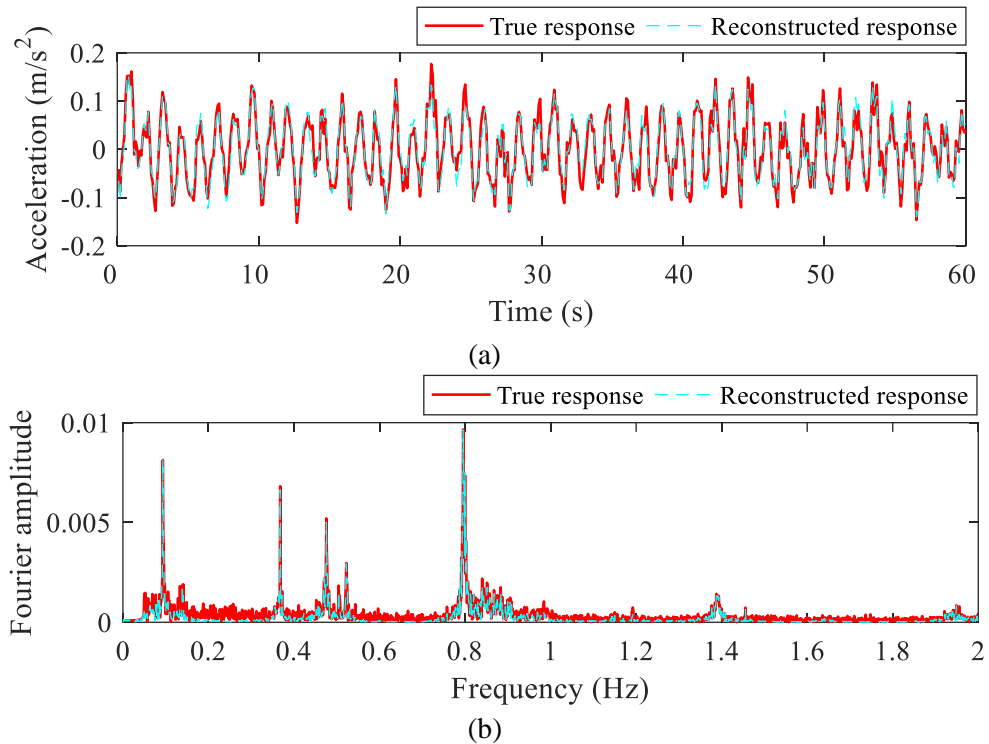 True response Reconstructed response
Acceleration (m/s²)
0.2
0.1
0
-0.1
-0.2
0 10 20 30 40 50 60
Time (s)
(a)
True response Reconstructed response
Fourier amplitude
0.01
0.005
0
0 0.2 0.4 0.6 0.8 1 1.2 1.4 1.6 1.8 2
Frequency (Hz)
(b)